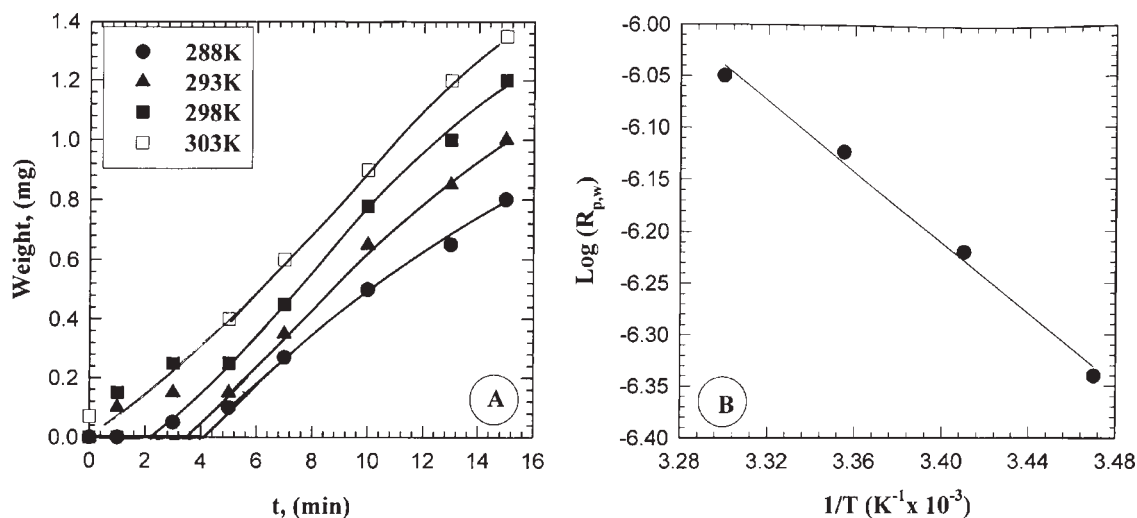 1.4
1.2
1.0
0.8
0.6
0.4
0.2
0.0
288K
293K
298K
303K
Weight, (mg)
A
0 2 4 6 8 10 12 14 16
t, (min)
-6.00
-6.05
-6.10
-6.15
-6.20
-6.25
-6.30
-6.35
-6.40
Log (Rp,w)
B
3.28 3.32 3.36 3.40 3.44 3.48
1/T (K⁻¹x 10⁻³)